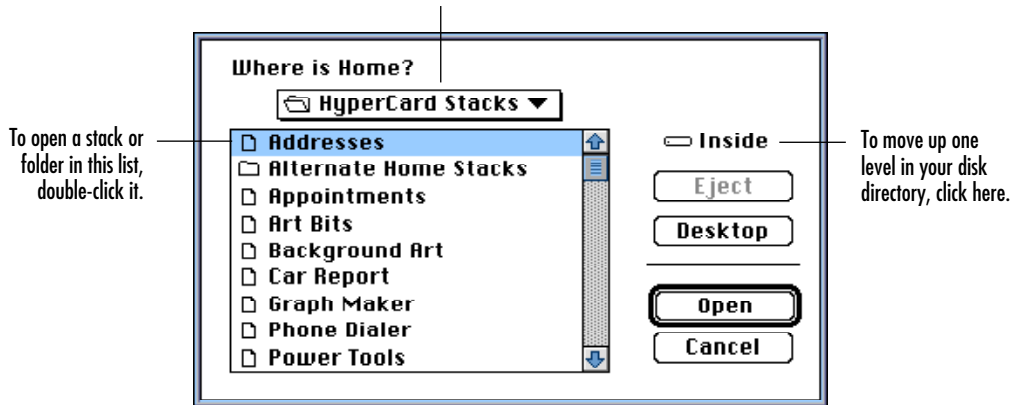 Where is Home?
HyperCard Stacks
To open a stack or
folder in this list,
double-click it.
Addresses
Alternate Home Stacks
Appointments
Art Bits
Background Art
Car Report
Graph Maker
Phone Dialer
Power Tools
Inside
Eject
Desktop
Open
Cancel
To move up one
level in your disk
directory, click here.